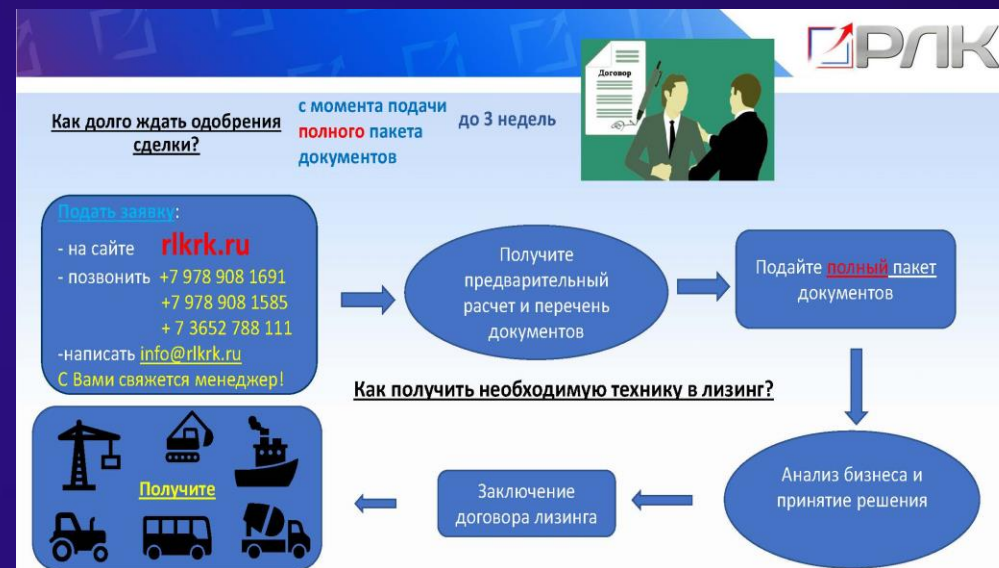 РЛК
Договор
Как долго ждать одобрения
сделки?
с момента подачи
полного пакета
документов
до 3 недель
Подать заявку:
- на сайте rlkrk.ru
- позвонить +7 978 908 1691
+7 978 908 1585
+ 7 3652 788 111
-написать info@rlkrk.ru
С Вами свяжется менеджер!
Получите
предварительный
расчет и перечень
документов
Подайте полный пакет
документов
Как получить необходимую технику в лизинг?
Анализ бизнеса и
принятие решения
Заключение
договора лизинга
Получите